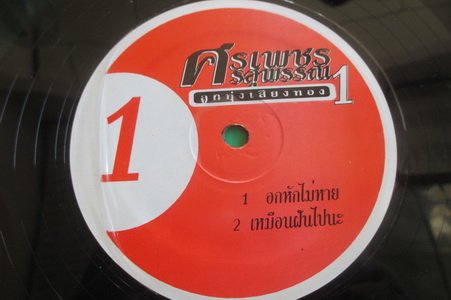 ศรเพชร
ศรสุพรรณ
ลูกทุ่งเสียงทอง 1
1
1 อกหักไม่หาย
2 เหมือนฝันไปนะ